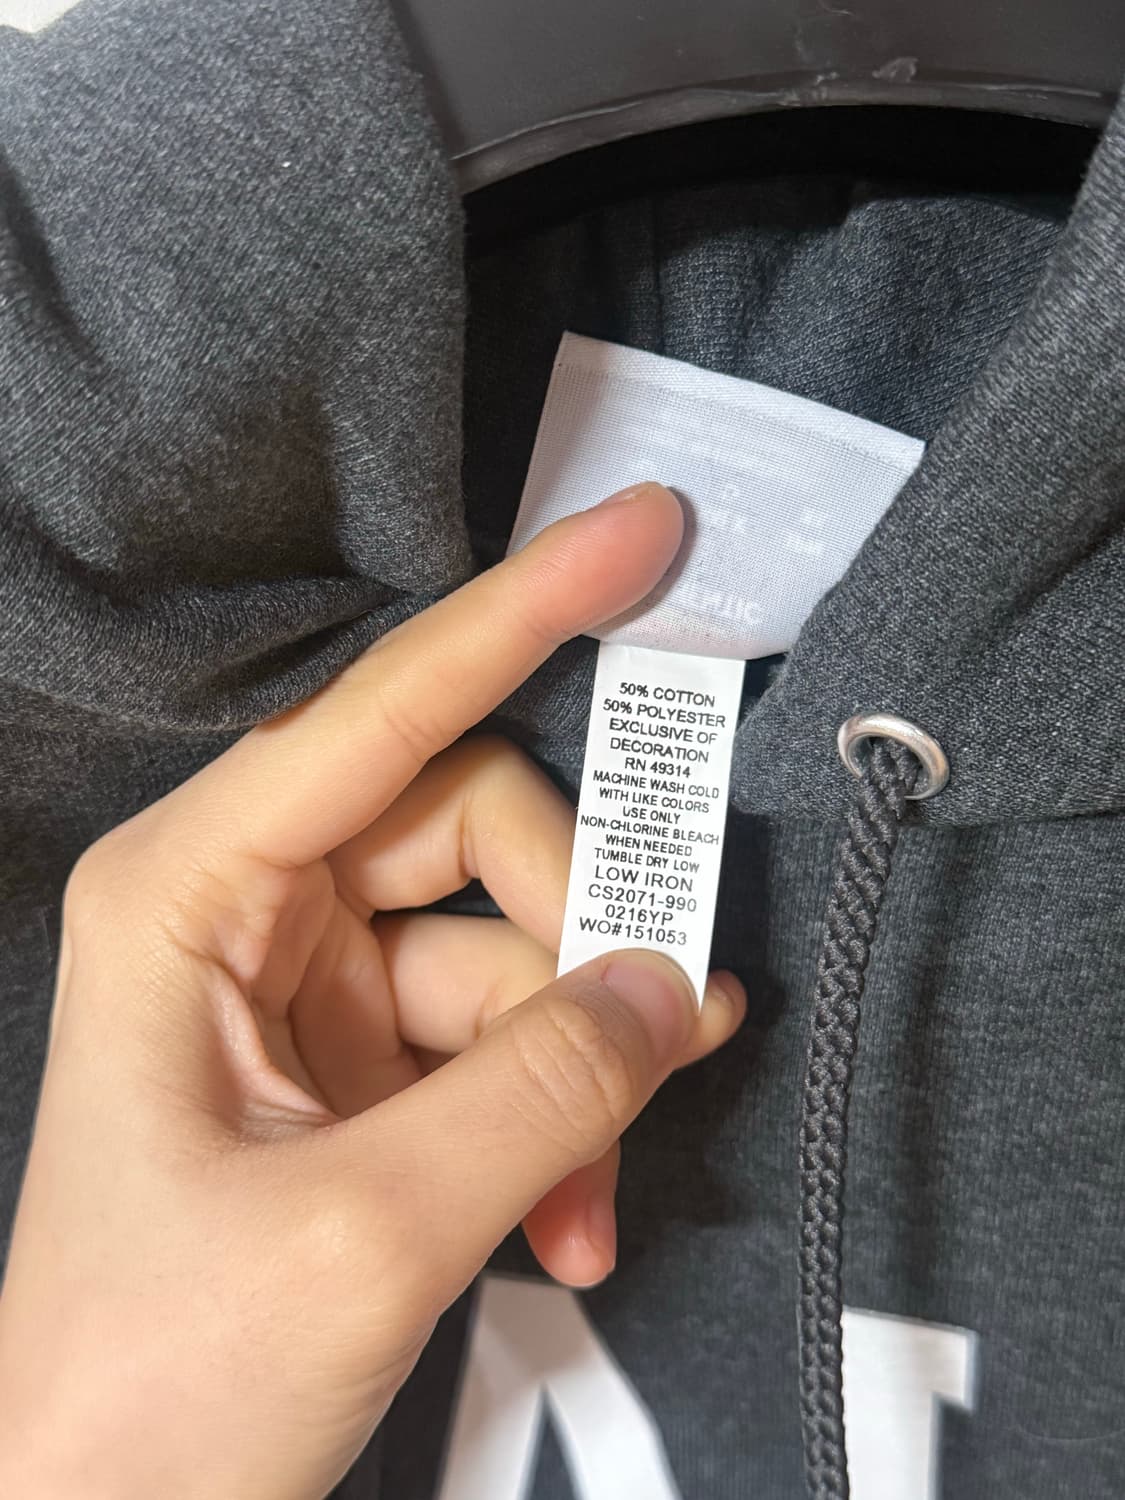 50% COTTON
50% POLYESTER
EXCLUSIVE OF
DECORATION
RN 49314
MACHINE WASH COLD
WITH LIKE COLORS
USE ONLY
NON-CHLORINE BLEACH
WHEN NEEDED
TUMBLE DRY LOW
LOW IRON
CS2071-990
0216YP
WO#151053